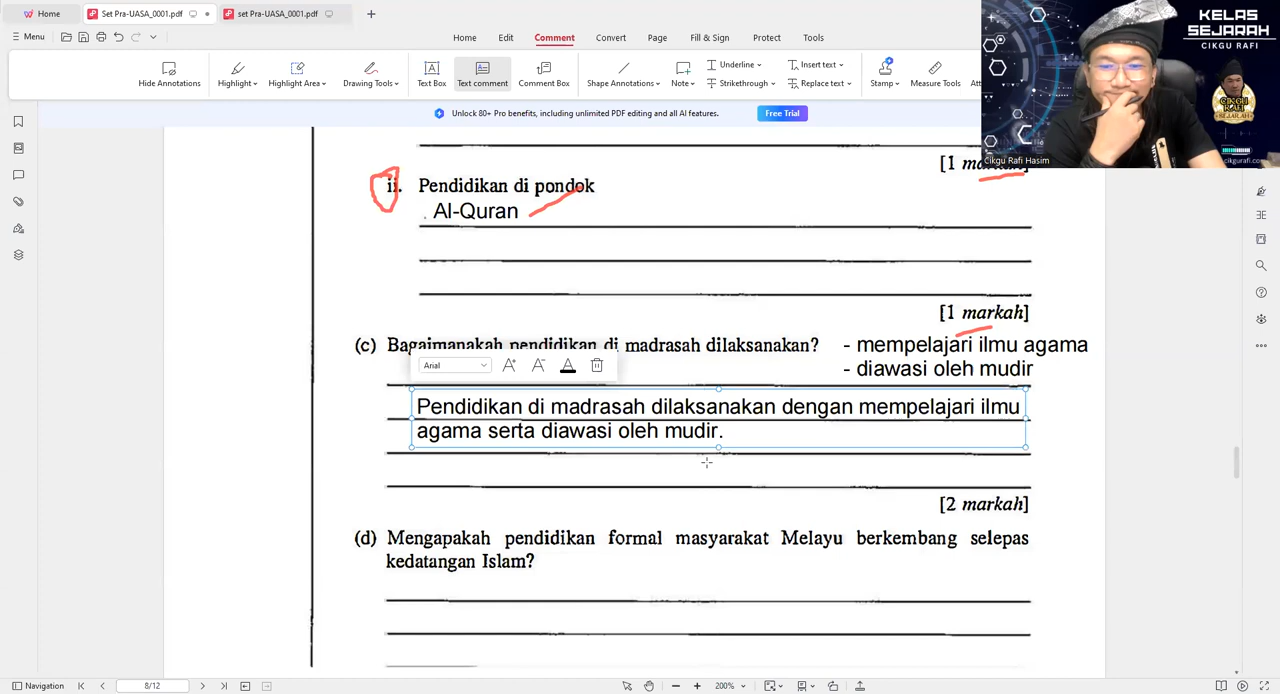 Home
Set Pra-UASA_0001.pdf
set Pra-UASA_0001.pdf
Menu
Home Edit Comment Convert Page Fill & Sign Protect Tools
Hide Annotations Highlight Highlight Area Drawing Tools Text Box Text comment Comment Box Shape Annotations Note Underline Strikethrough Insert text Replace text Stamp Measure Tools
Unlock 80+ Pro benefits, including unlimited PDF editing and all AI features. Free Trial
KELAS
SEJARAH
CIKGU RAFI
CIKGU
RAFI
SEJARAH
Cikgu Rafi Hasim
[1 markah]
ii. Pendidikan di pondok
. Al-Quran
[1 markah]
(c) Bagaimanakah pendidikan di madrasah dilaksanakan?
- mempelajari ilmu agama
- diawasi oleh mudir
Arial A+ A- A
Pendidikan di madrasah dilaksanakan dengan mempelajari ilmu
agama serta diawasi oleh mudir.
[2 markah]
(d) Mengapakah pendidikan formal masyarakat Melayu berkembang selepas
kedatangan Islam?
Navigation 8/12 200%